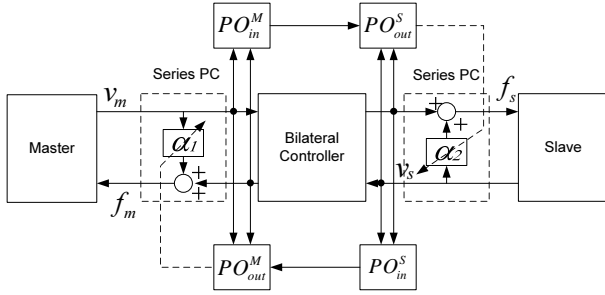 PO_in^M
PO_out^S
Series PC
Series PC
v_m
f_s
+
+
Master
α_1
Bilateral
Controller
α_2
Slave
v_s
+
+
f_m
PO_out^M
PO_in^S